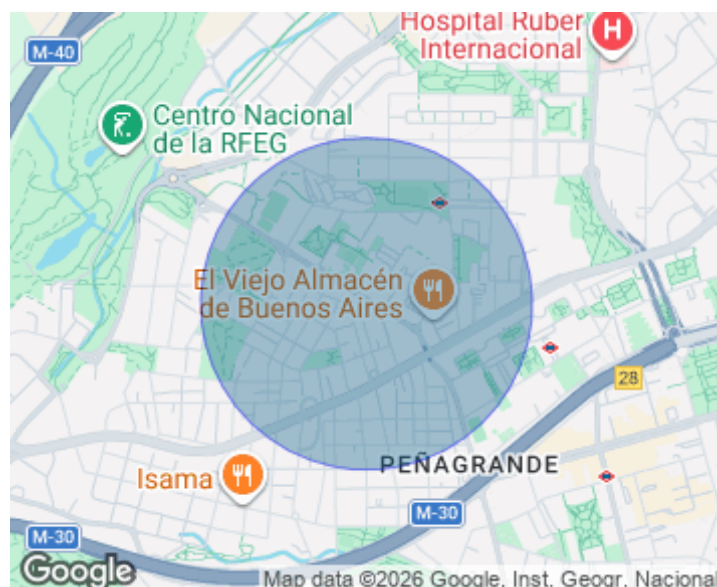 Hospital Ruber
Internacional
H
M-40
Centro Nacional
de la RFEG
El Viejo Almacén
de Buenos Aires
28
PEÑAGRANDE
Isama
M-30
M-30
Google
Map data ©2026 Google, Inst. Geogr. Nacional